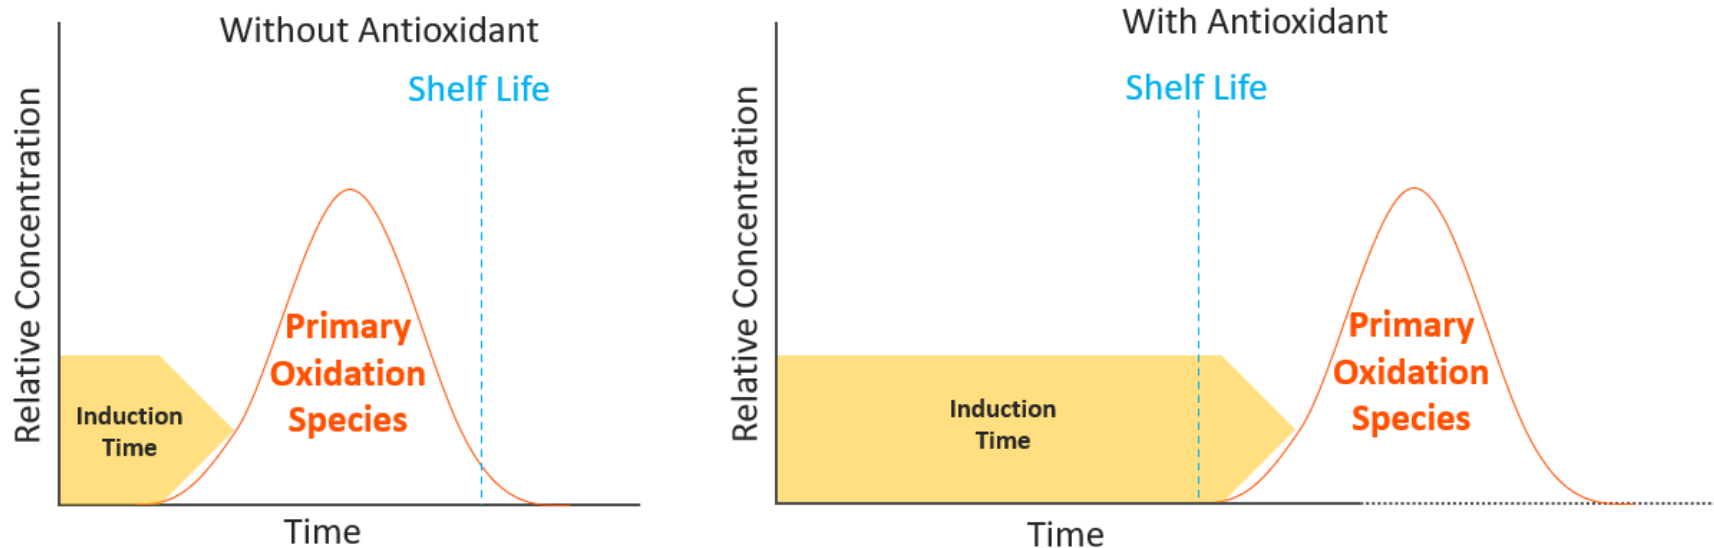 Without Antioxidant
Shelf Life
Relative Concentration
Primary
Oxidation
Species
Induction
Time
Time
With Antioxidant
Shelf Life
Relative Concentration
Primary
Oxidation
Species
Induction
Time
Time